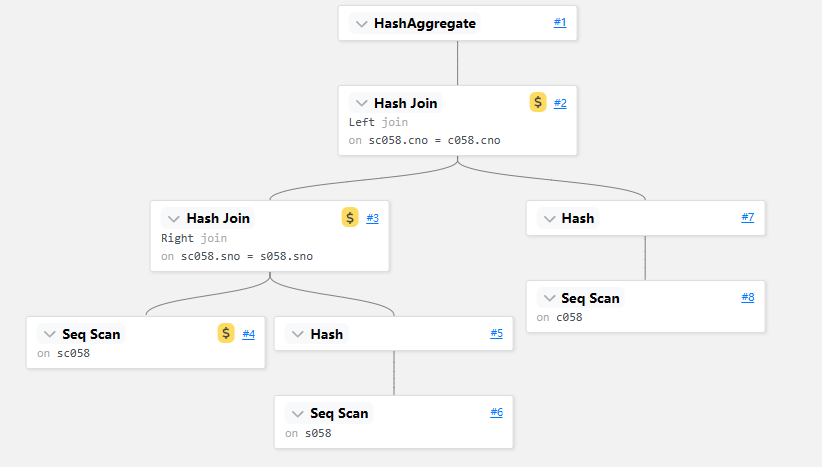 HashAggregate #1
Hash Join $ #2
Left join
on sc058.cno = c058.cno
Hash Join $ #3
Right join
on sc058.sno = s058.sno
Hash #7
Seq Scan #8
on c058
Seq Scan $ #4
on sc058
Hash #5
Seq Scan #6
on s058